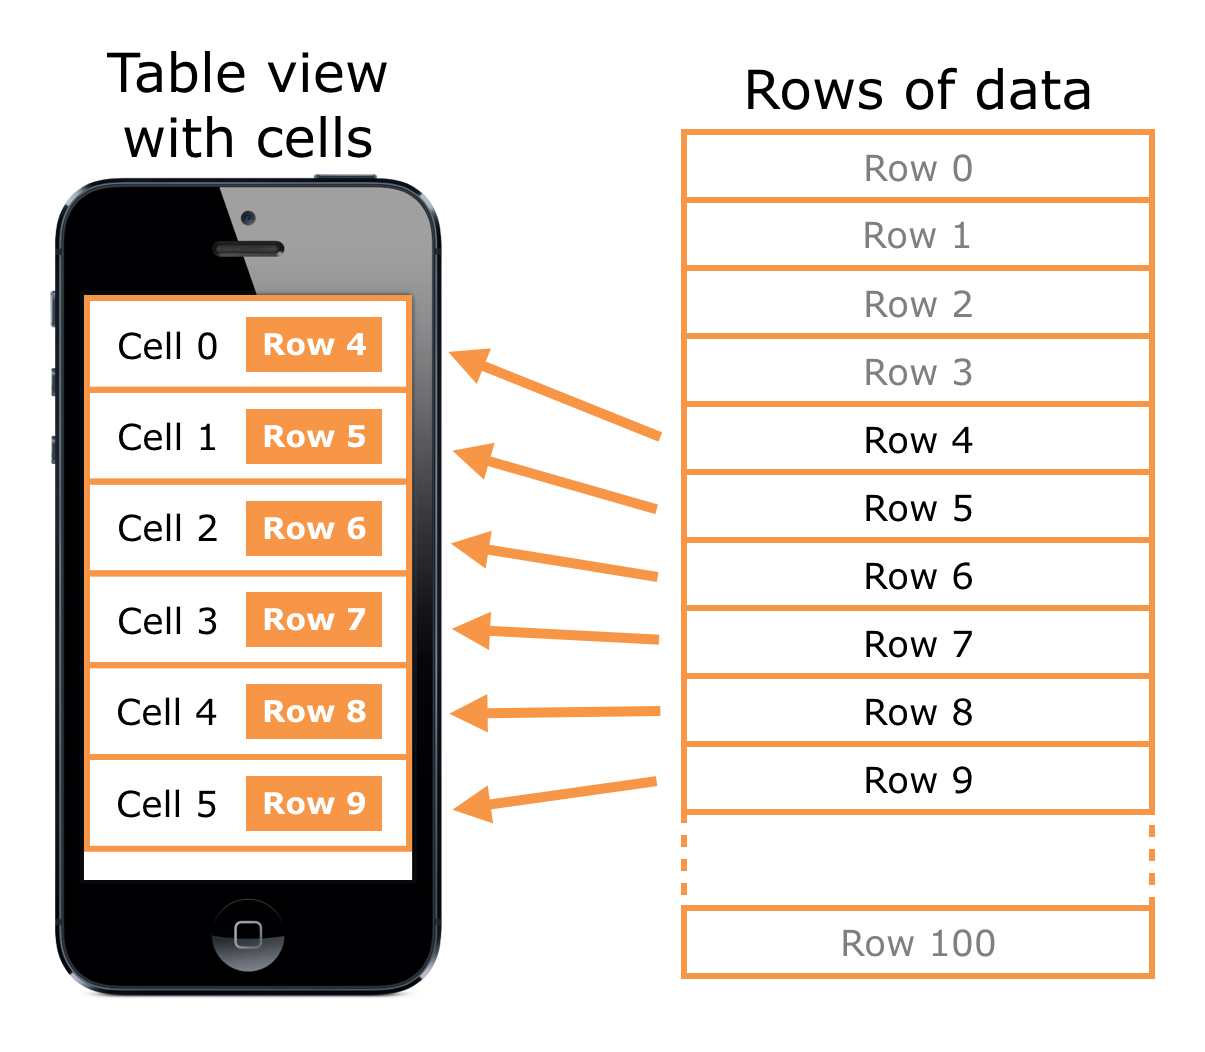 Table view
with cells
Cell 0 Row 4
Cell 1 Row 5
Cell 2 Row 6
Cell 3 Row 7
Cell 4 Row 8
Cell 5 Row 9
Rows of data
Row 0
Row 1
Row 2
Row 3
Row 4
Row 5
Row 6
Row 7
Row 8
Row 9
Row 100